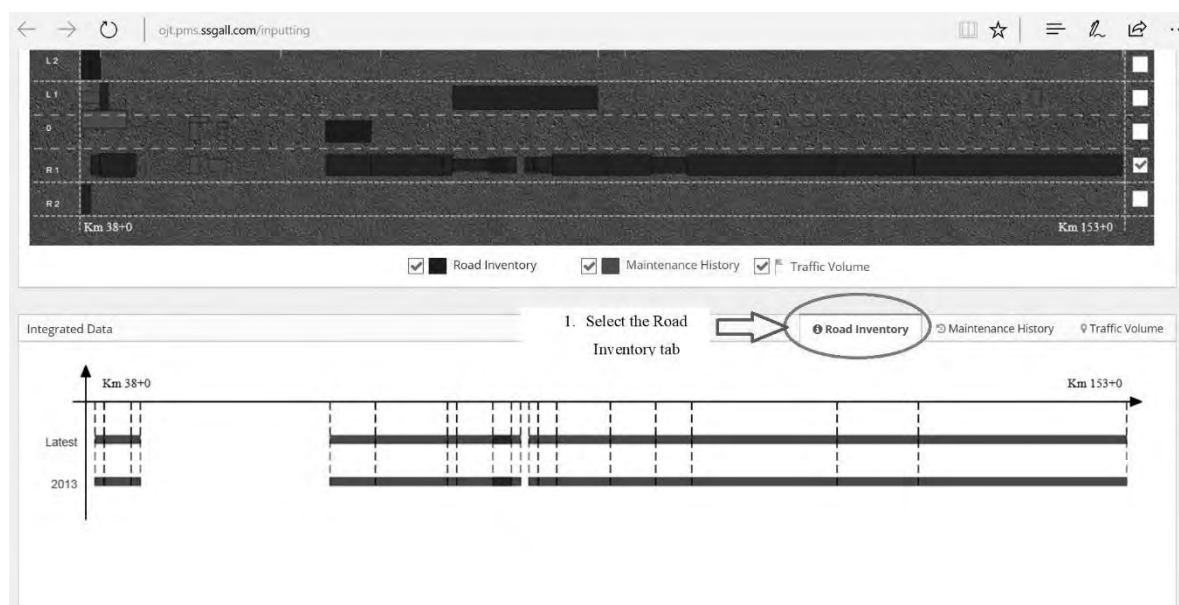 ojt.pms.ssgall.com/inputting
L2
L1
0
R1
R2
Km 38+0
Km 153+0
Road Inventory
Maintenance History
Traffic Volume
Integrated Data
1. Select the Road
Inventory tab
Road Inventory
Maintenance History
Traffic Volume
Km 38+0
Km 153+0
Latest
2013